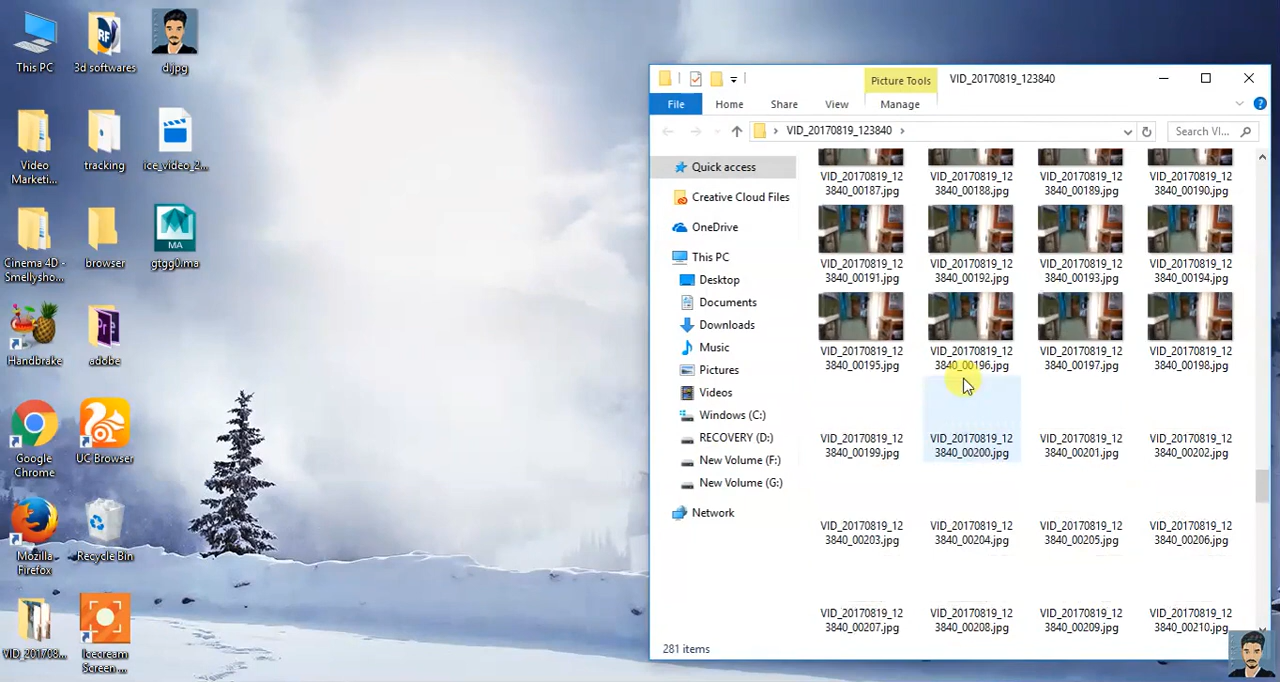 This PC
3d softwares
dj.jpg
Video
Marketi...
tracking
ice_video_2...
Cinema 4D -
Smellysho...
browser
MA
gtgg0.ma
Handbrake
Pr
adobe
Google
Chrome
UC Browser
Mozilla
Firefox
Recycle Bin
VID_201708...
Icecream
Screen ...
Picture Tools
VID_20170819_123840
File
Home
Share
View
Manage
VID_20170819_123840
Search VI...
Quick access
Creative Cloud Files
OneDrive
This PC
Desktop
Documents
Downloads
Music
Pictures
Videos
Windows (C:)
RECOVERY (D:)
New Volume (F:)
New Volume (G:)
Network
VID_20170819_12 VID_20170819_12 VID_20170819_12 VID_20170819_12
3840_00187.jpg 3840_00188.jpg 3840_00189.jpg 3840_00190.jpg
VID_20170819_12 VID_20170819_12 VID_20170819_12 VID_20170819_12
3840_00191.jpg 3840_00192.jpg 3840_00193.jpg 3840_00194.jpg
VID_20170819_12 VID_20170819_12 VID_20170819_12 VID_20170819_12
3840_00195.jpg 3840_00196.jpg 3840_00197.jpg 3840_00198.jpg
VID_20170819_12 VID_20170819_12 VID_20170819_12 VID_20170819_12
3840_00199.jpg 3840_00200.jpg 3840_00201.jpg 3840_00202.jpg
VID_20170819_12 VID_20170819_12 VID_20170819_12 VID_20170819_12
3840_00203.jpg 3840_00204.jpg 3840_00205.jpg 3840_00206.jpg
VID_20170819_12 VID_20170819_12 VID_20170819_12 VID_20170819_12
3840_00207.jpg 3840_00208.jpg 3840_00209.jpg 3840_00210.jpg
281 items